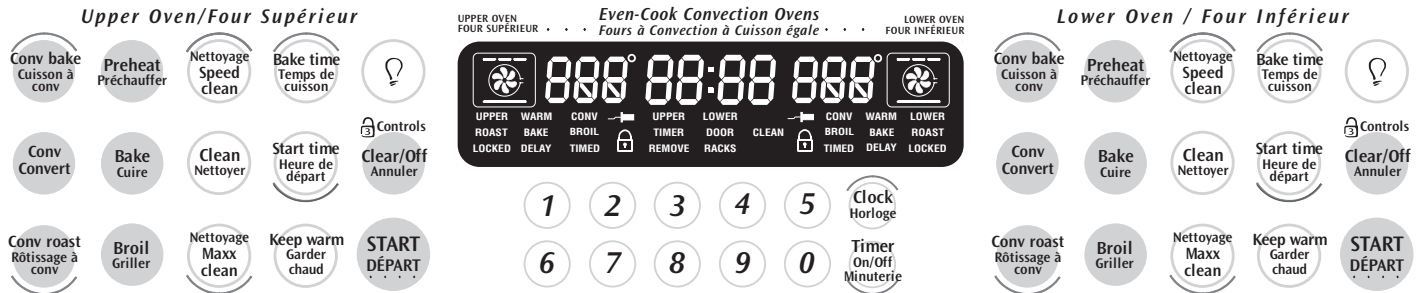 Upper Oven/Four Supérieur
Conv bake
Cuisson à
conv
Preheat
Préchauffer
Nettoyage
Speed
clean
Bake time
Temps de
cuisson
Conv
Convert
Bake
Cuire
Clean
Nettoyer
Start time
Heure de
départ
3 Controls
Clear/Off
Annuler
Conv roast
Rôtissage à
conv
Broil
Griller
Nettoyage
Maxx
clean
Keep warm
Garder
chaud
START
DÉPART
UPPER OVEN
FOUR SUPÉRIEUR
Even-Cook Convection Ovens
Fours à Convection à Cuisson égale
LOWER OVEN
FOUR INFÉRIEUR
888° 88:88 888°
UPPER WARM CONV UPPER LOWER CONV WARM LOWER
ROAST BAKE BROIL TIMER DOOR CLEAN BROIL BAKE ROAST
LOCKED DELAY TIMED REMOVE RACKS TIMED DELAY LOCKED
1 2 3 4 5
Clock
Horloge
6 7 8 9 0
Timer
On/Off
Minuterie
Lower Oven / Four Inférieur
Conv bake
Cuisson à
conv
Preheat
Préchauffer
Nettoyage
Speed
clean
Bake time
Temps de
cuisson
Conv
Convert
Bake
Cuire
Clean
Nettoyer
Start time
Heure de
départ
3 Controls
Clear/Off
Annuler
Conv roast
Rôtissage à
conv
Broil
Griller
Nettoyage
Maxx
clean
Keep warm
Garder
chaud
START
DÉPART